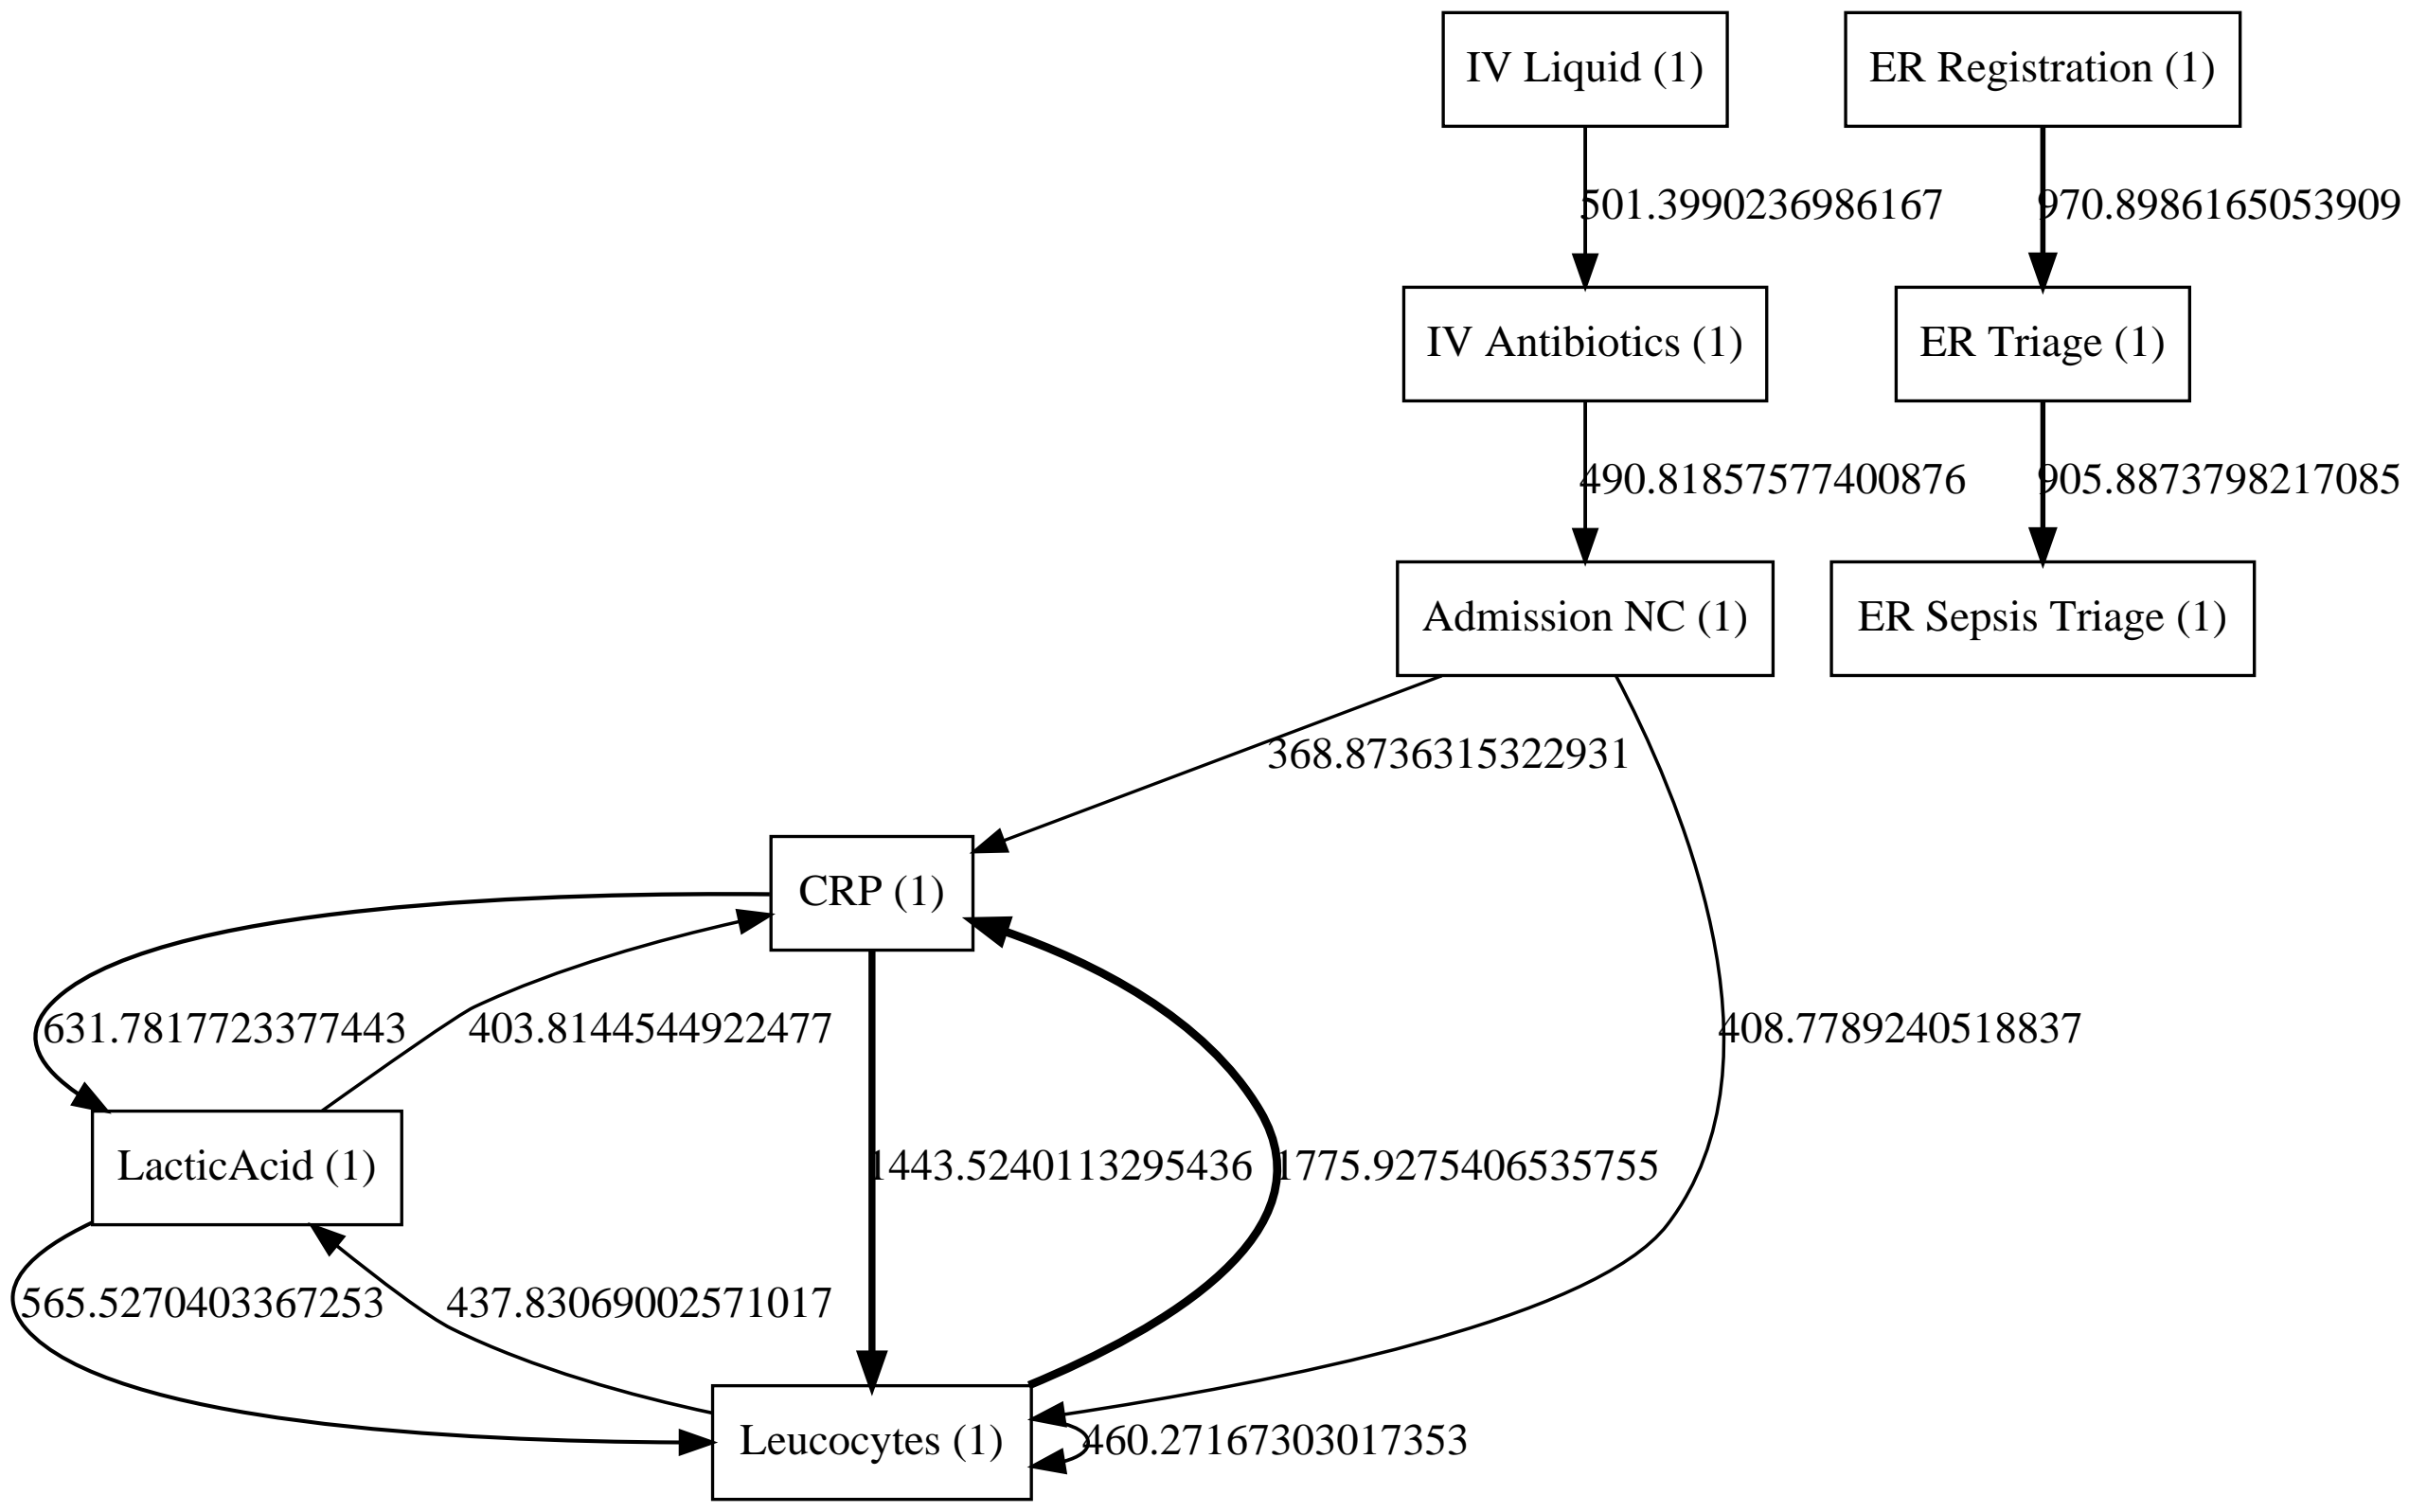 IV Liquid (1)
ER Registration (1)
501.3990236986167
970.8986165053909
IV Antibiotics (1)
ER Triage (1)
490.81857577400876
905.8873798217085
Admission NC (1)
ER Sepsis Triage (1)
368.8736315322931
CRP (1)
631.7817723377443
403.8144544922477
408.7789240518837
LacticAcid (1)
1443.5240113295436
1775.9275406535755
565.5270403367253
437.83069002571017
Leucocytes (1)
460.27167303017353